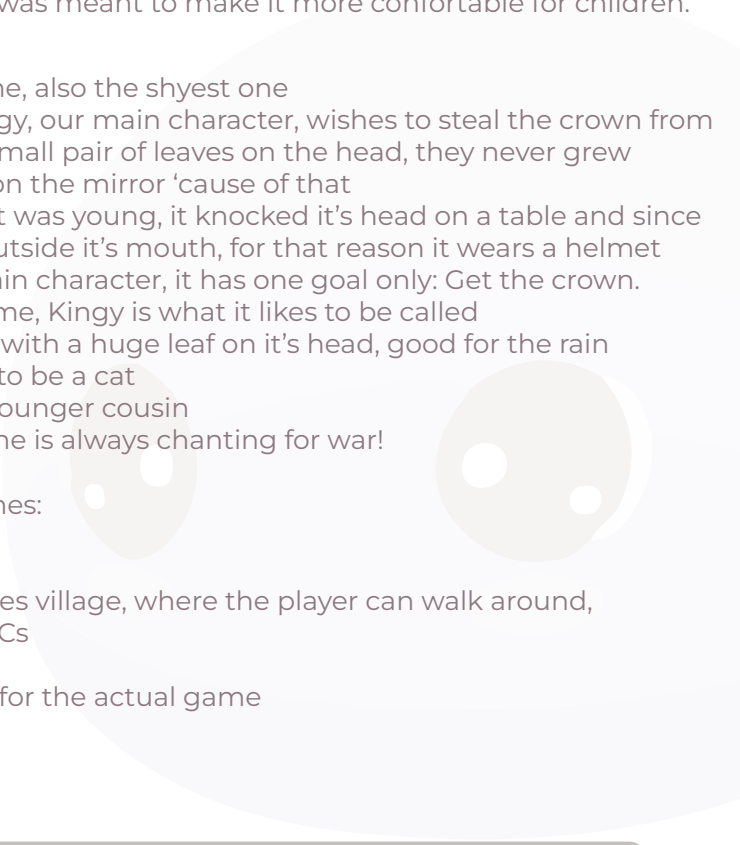 was meant to make it more confortable for children.
ne, also the shyest one
gy, our main character, wishes to steal the crown from
mall pair of leaves on the head, they never grew
on the mirror ‘cause of that
t was young, it knocked it’s head on a table and since
utside it’s mouth, for that reason it wears a helmet
in character, it has one goal only: Get the crown.
me, Kingy is what it likes to be called
with a huge leaf on it’s head, good for the rain
to be a cat
ounger cousin
ne is always chanting for war!
nes:
es village, where the player can walk around,
Cs
for the actual game